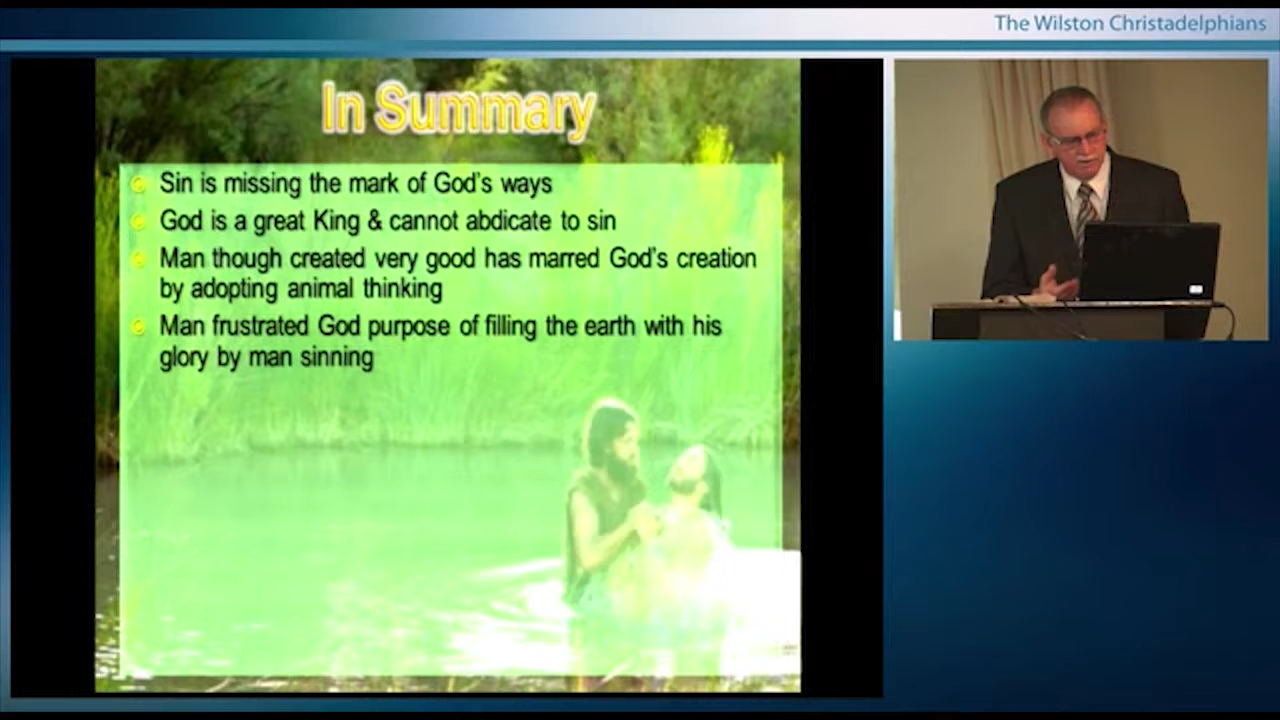 The Wilston Christadelphians
In Summary
Sin is missing the mark of God's ways
God is a great King & cannot abdicate to sin
Man though created very good has marred God's creation
by adopting animal thinking
Man frustrated God purpose of filling the earth with his
glory by man sinning